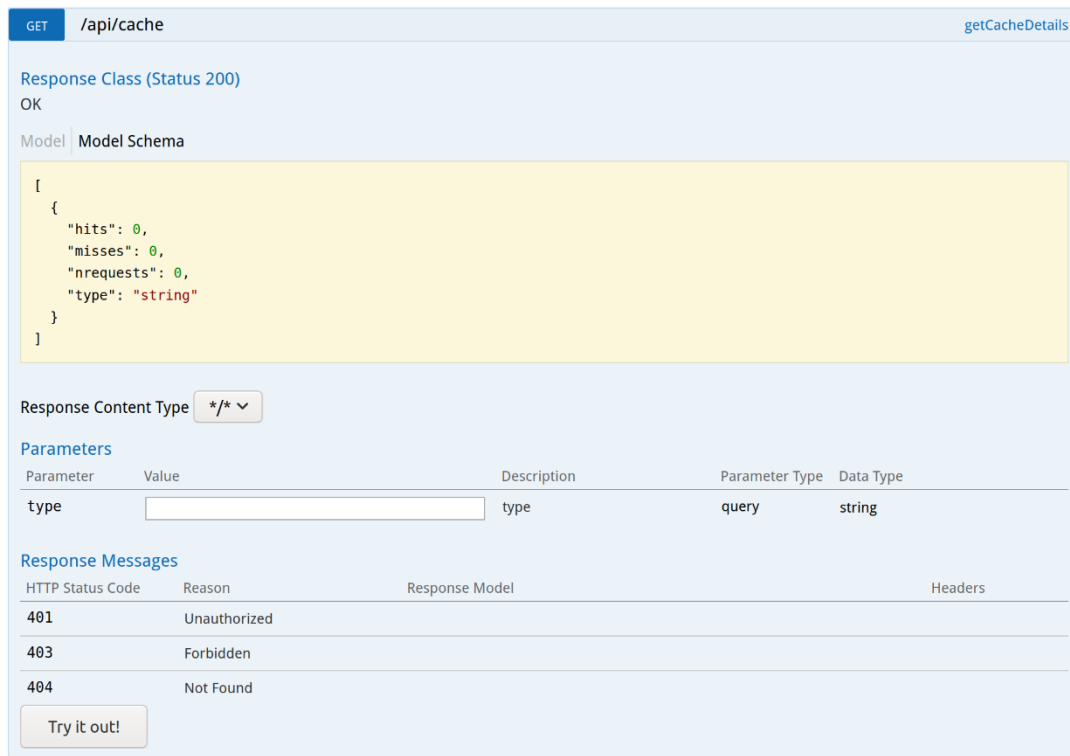 GET /api/cache getCacheDetails
Response Class (Status 200)
OK
Model Model Schema
[
{
"hits": 0,
"misses": 0,
"nrequests": 0,
"type": "string"
}
]
Response Content Type */*
Parameters
Parameter Value Description Parameter Type Data Type
type type query string
Response Messages
HTTP Status Code Reason Response Model Headers
401 Unauthorized
403 Forbidden
404 Not Found
Try it out!